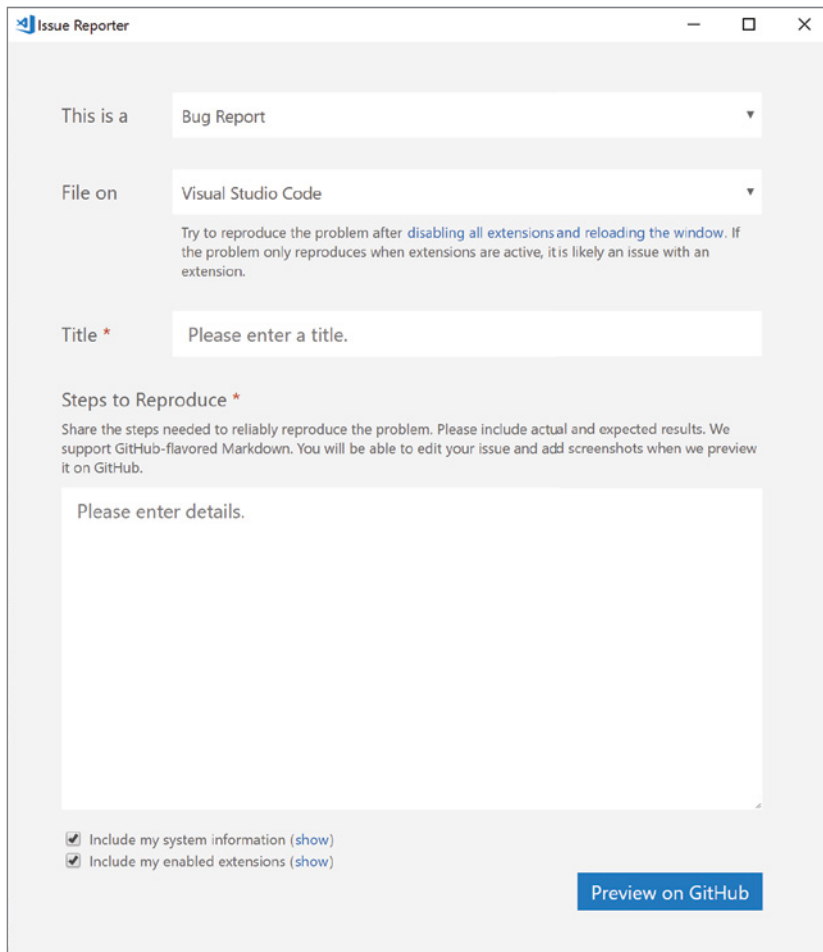 Issue Reporter
This is a
Bug Report
File on
Visual Studio Code
Try to reproduce the problem after disabling all extensions and reloading the window. If
the problem only reproduces when extensions are active, it is likely an issue with an
extension.
Title *
Please enter a title.
Steps to Reproduce *
Share the steps needed to reliably reproduce the problem. Please include actual and expected results. We
support GitHub-flavored Markdown. You will be able to edit your issue and add screenshots when we preview
it on GitHub.
Please enter details.
Include my system information (show)
Include my enabled extensions (show)
Preview on GitHub